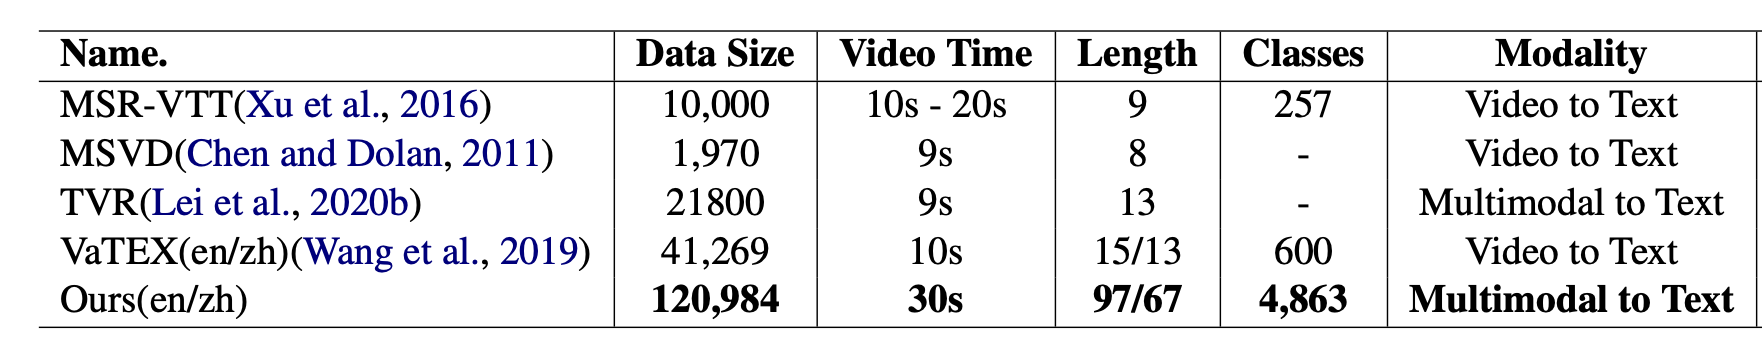 Name. Data Size Video Time Length Classes Modality
MSR-VTT(Xu et al., 2016) 10,000 10s - 20s 9 257 Video to Text
MSVD(Chen and Dolan, 2011) 1,970 9s 8 - Video to Text
TVR(Lei et al., 2020b) 21800 9s 13 - Multimodal to Text
VaTEX(en/zh)(Wang et al., 2019) 41,269 10s 15/13 600 Video to Text
Ours(en/zh) 120,984 30s 97/67 4,863 Multimodal to Text